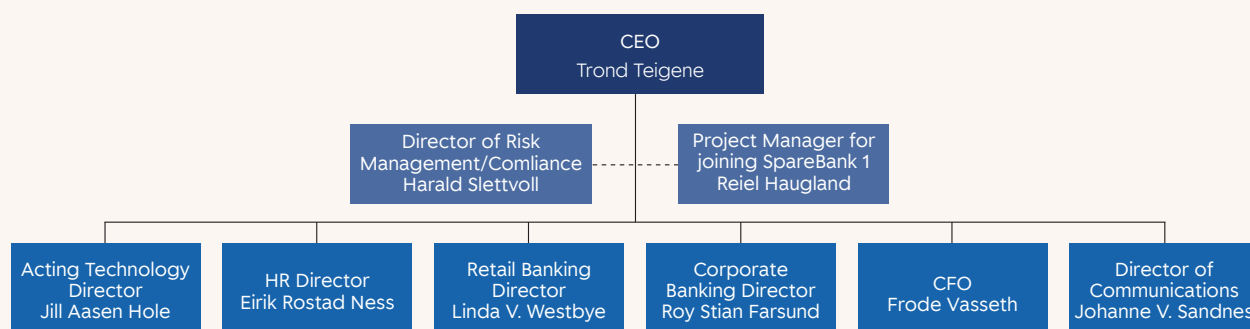 CEO
Trond Teigene
Director of Risk
Management/Comliance
Harald Slettvoll
Project Manager for
joining SpareBank 1
Reiel Haugland
Acting Technology
Director
Jill Aasen Hole
HR Director
Eirik Rostad Ness
Retail Banking
Director
Linda V. Westbye
Corporate
Banking Director
Roy Stian Farsund
CFO
Frode Vasseth
Director of
Communications
Johanne V. Sandnes